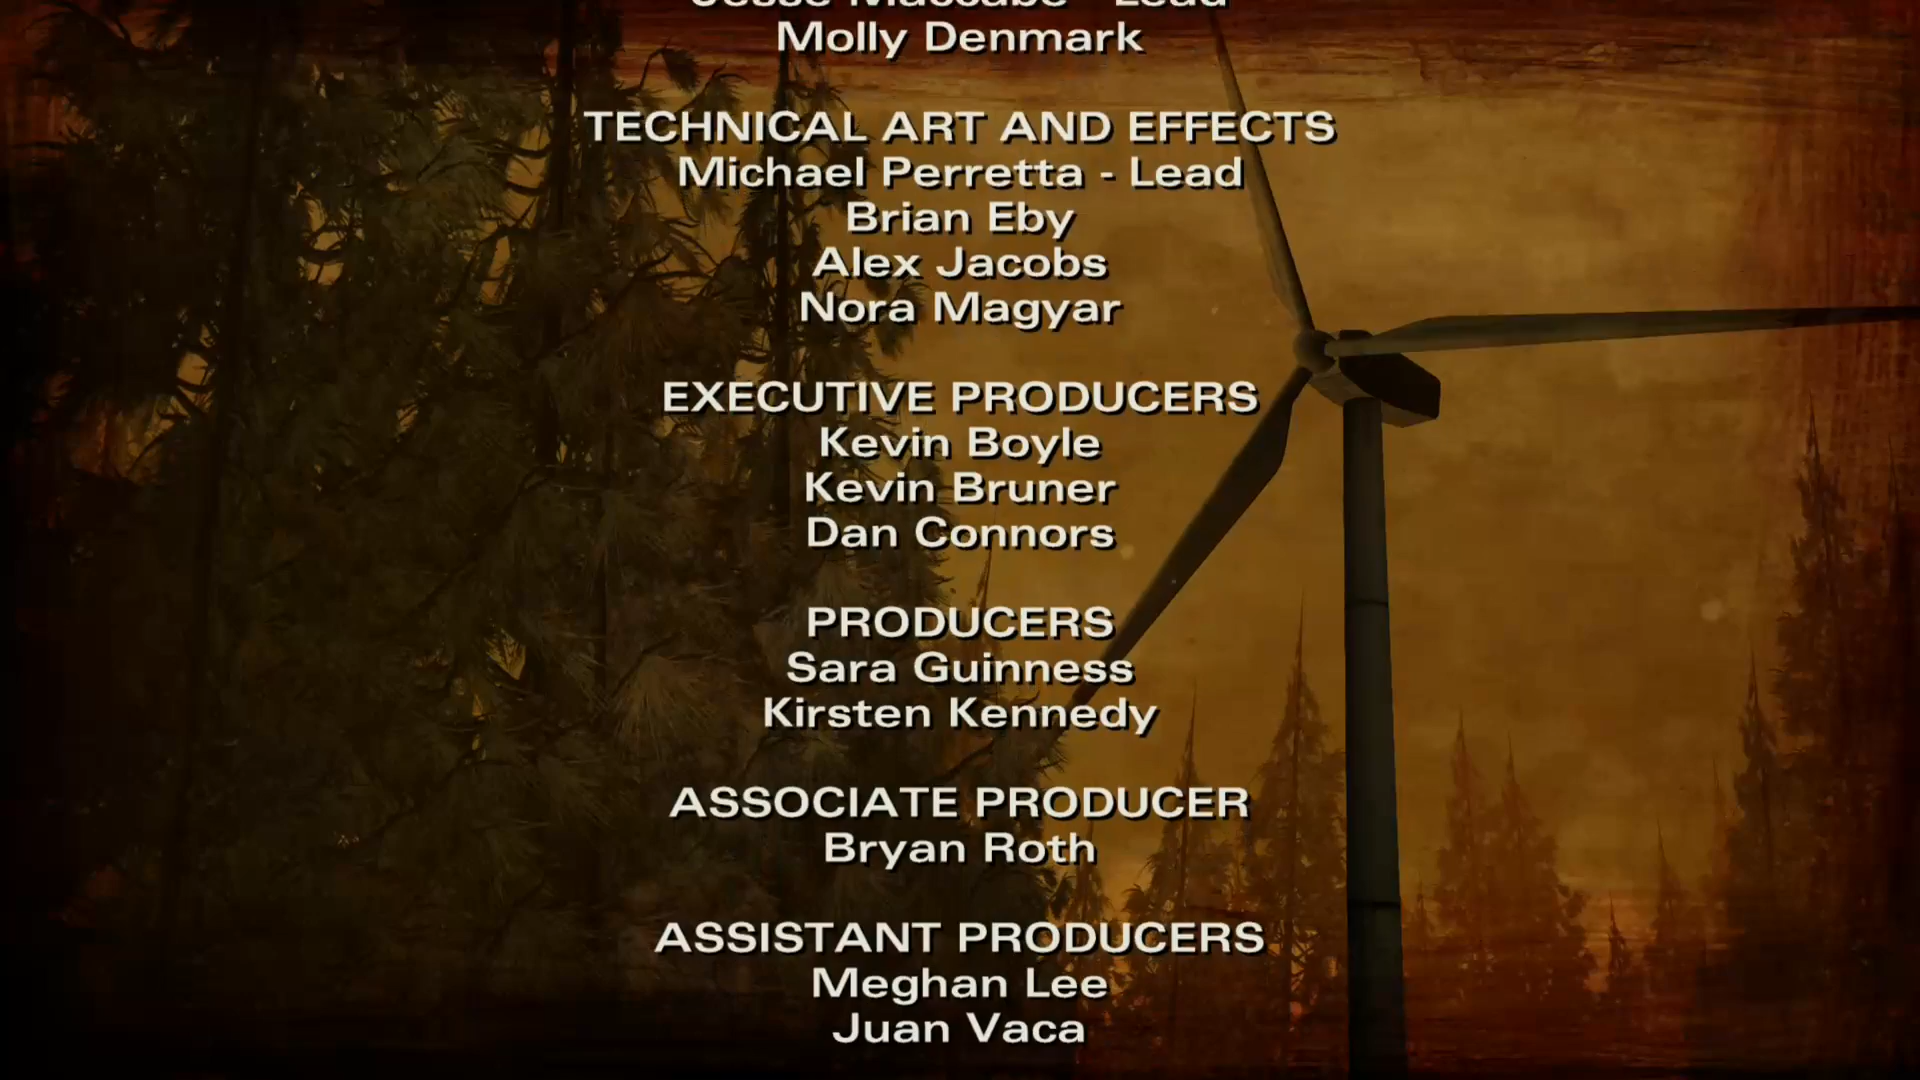 Molly Denmark
TECHNICAL ART AND EFFECTS
Michael Perretta - Lead
Brian Eby
Alex Jacobs
Nora Magyar
EXECUTIVE PRODUCERS
Kevin Boyle
Kevin Bruner
Dan Connors
PRODUCERS
Sara Guinness
Kirsten Kennedy
ASSOCIATE PRODUCER
Bryan Roth
ASSISTANT PRODUCERS
Meghan Lee
Juan Vaca